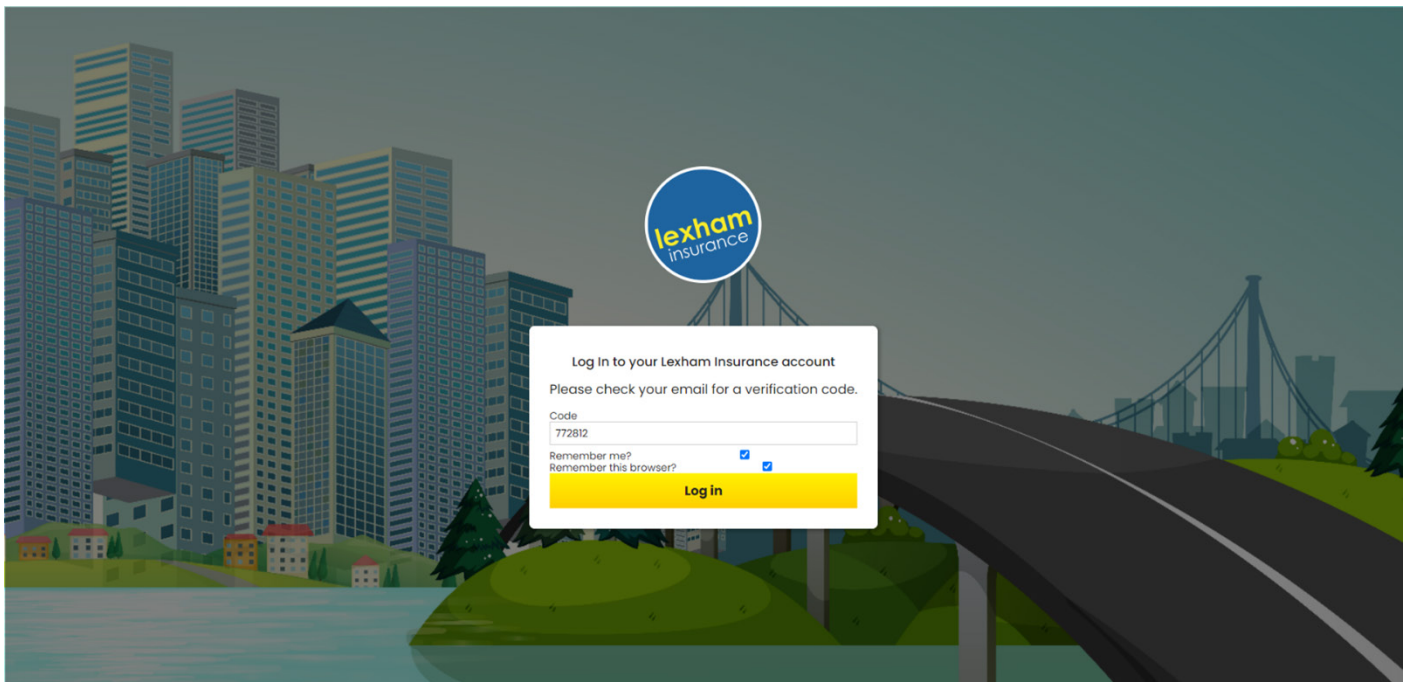 lexham
insurance
Log In to your Lexham Insurance account
Please check your email for a verification code.
Code
772812
Remember me?
Remember this browser?
Log in